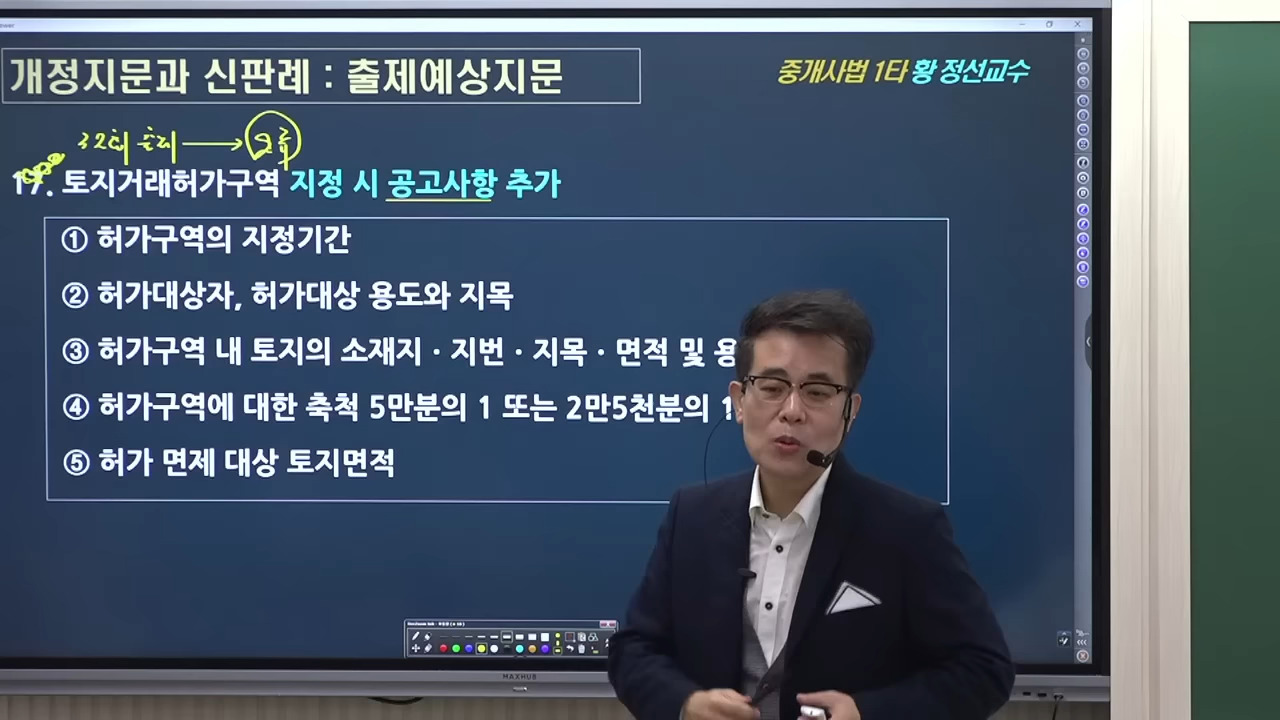 개정지문과 신판례 : 출제예상지문
중개사법 1타 황 정선교수
32회 출제 → 오류
17. 토지거래허가구역 지정 시 공고사항 추가
① 허가구역의 지정기간
② 허가대상자, 허가대상 용도와 지목
③ 허가구역 내 토지의 소재지 · 지번 · 지목 · 면적 및
④ 허가구역에 대한 축척 5만분의 1 또는 2만5천분의
⑤ 허가 면제 대상 토지면적
MAXHUB